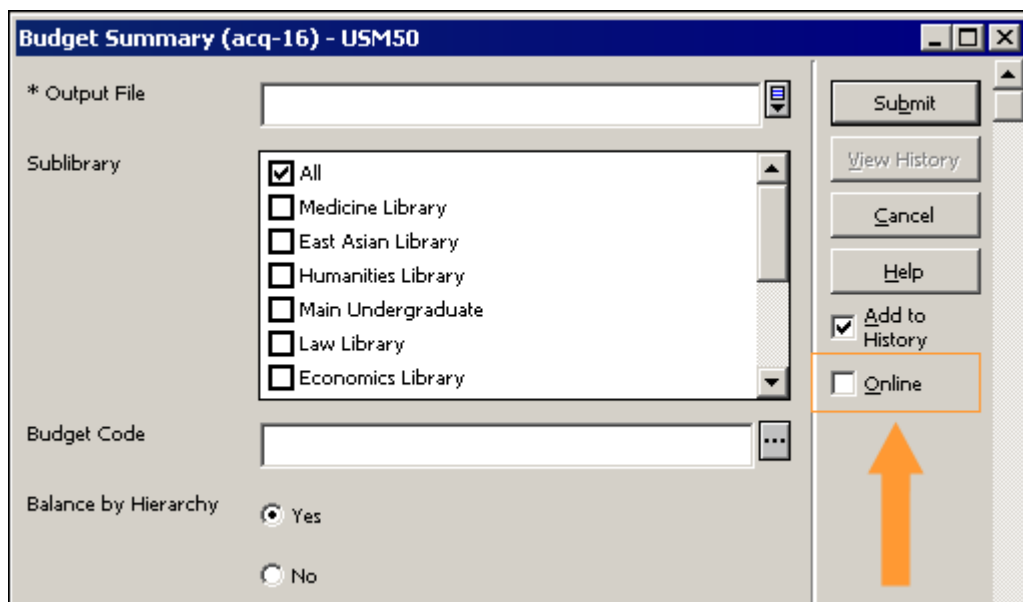 Budget Summary (acq-16) - USM50
* Output File
Submit
Sublibrary
All
Medicine Library
East Asian Library
Humanities Library
Main Undergraduate
Law Library
Economics Library
View History
Cancel
Help
Add to
History
Online
Budget Code
...
Balance by Hierarchy
Yes
No